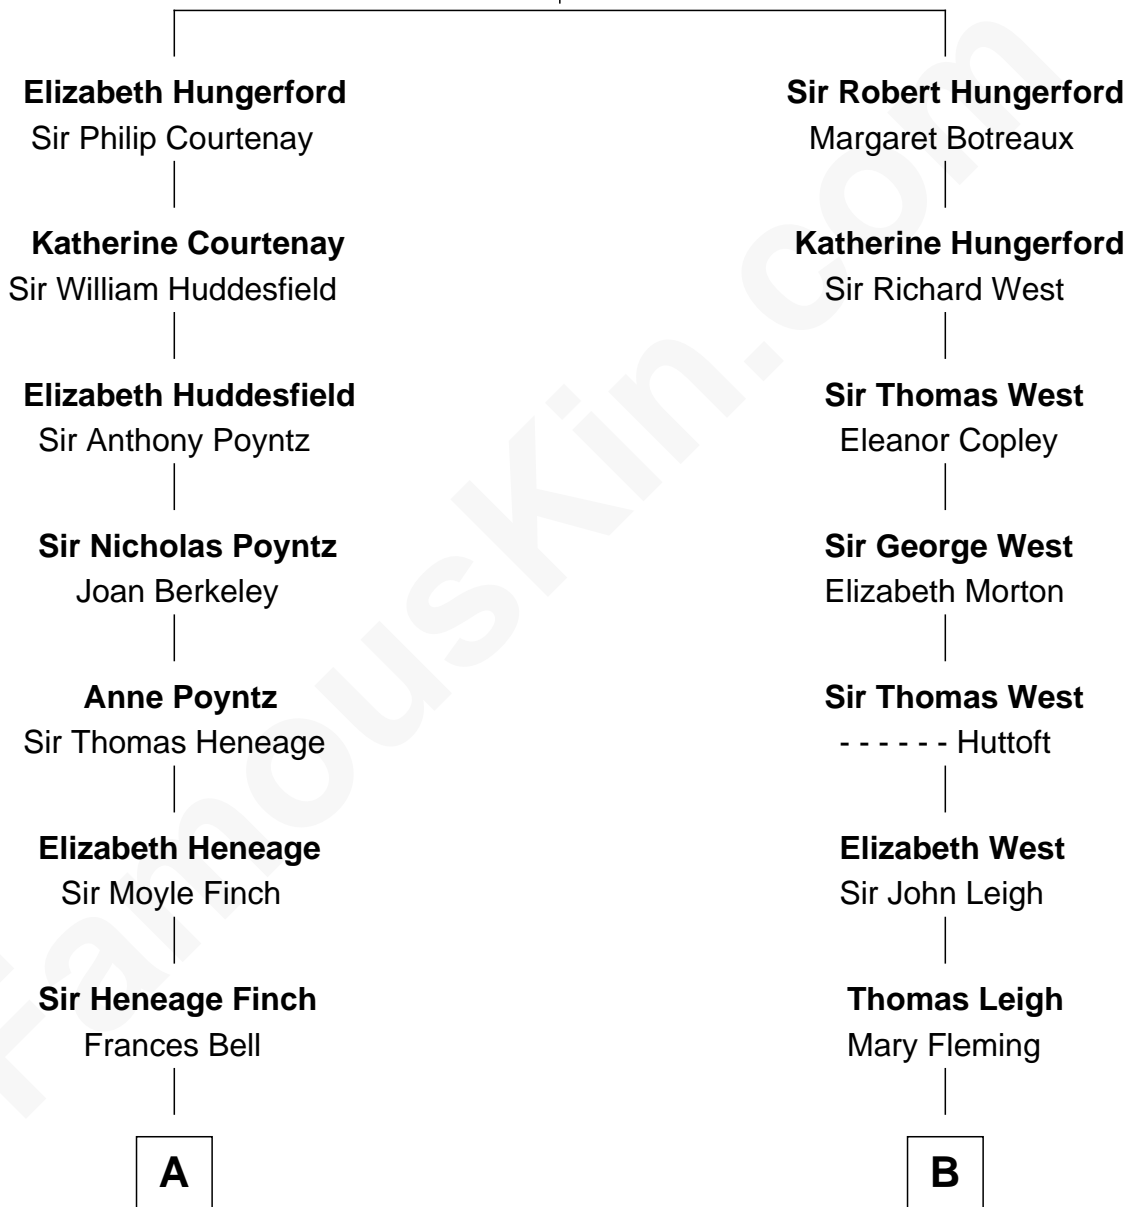 Elizabeth Hungerford
Sir Philip Courtenay
Katherine Courtenay
Sir William Huddesfield
Elizabeth Huddesfield
Sir Anthony Poyntz
Sir Nicholas Poyntz
Joan Berkeley
Anne Poyntz
Sir Thomas Heneage
Elizabeth Heneage
Sir Moyle Finch
Sir Heneage Finch
Frances Bell
A
Sir Robert Hungerford
Margaret Botreaux
Katherine Hungerford
Sir Richard West
Sir Thomas West
Eleanor Copley
Sir George West
Elizabeth Morton
Sir Thomas West
- - - - - - Huttoft
Elizabeth West
Sir John Leigh
Thomas Leigh
Mary Fleming
B
FamousKin.com